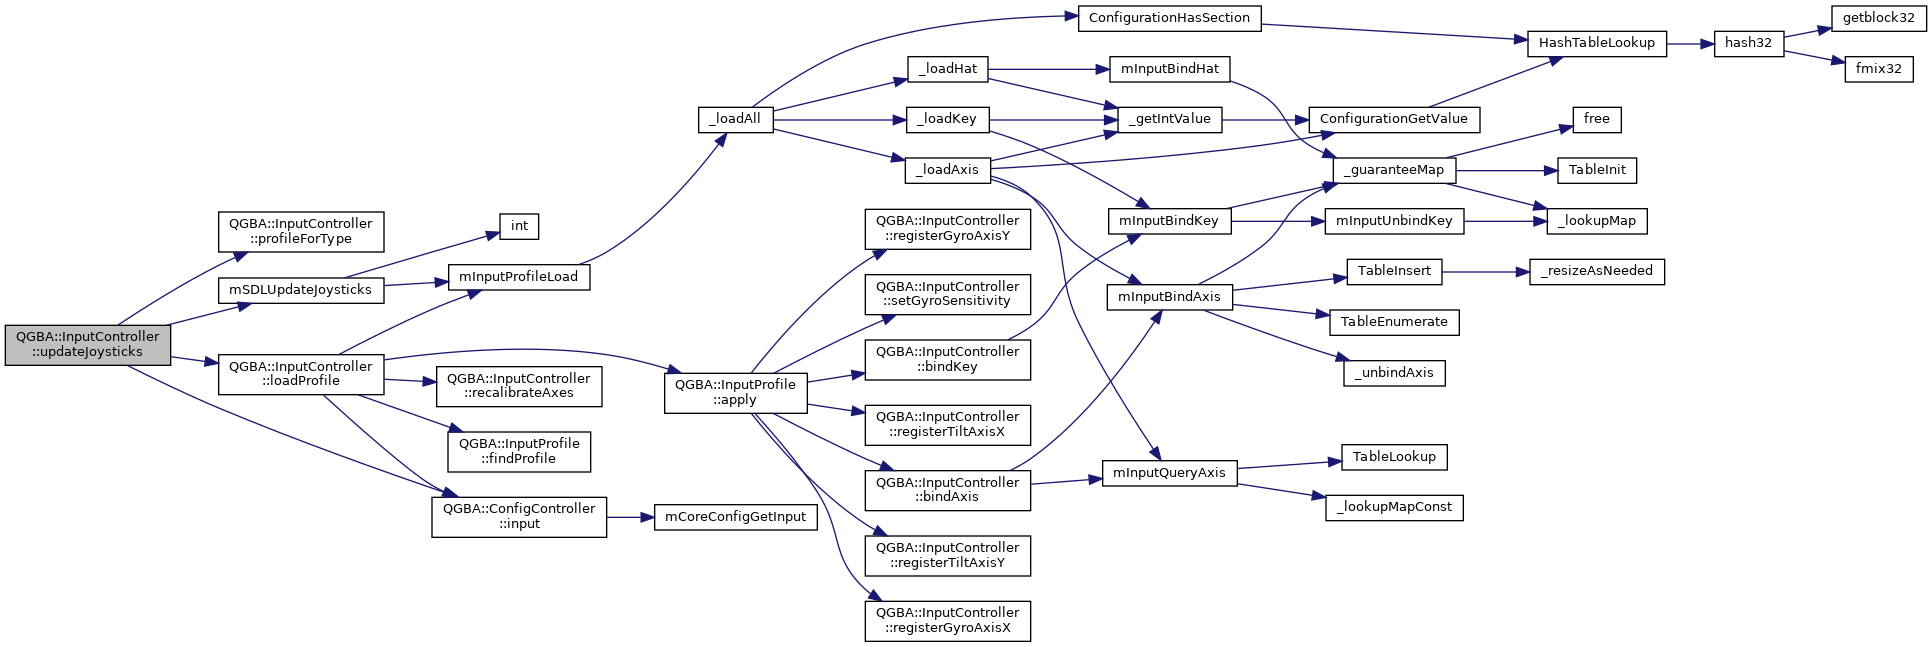 QGBA::InputController
::updateJoysticks
QGBA::InputController
::profileForType
mSDLUpdateJoysticks
QGBA::InputController
::loadProfile
int
mInputProfileLoad
QGBA::InputController
::recalibrateAxes
QGBA::InputProfile
::findProfile
QGBA::ConfigController
::input
_loadAll
QGBA::InputProfile
::apply
mCoreConfigGetInput
_loadHat
_loadKey
_loadAxis
QGBA::InputController
::registerGyroAxisY
QGBA::InputController
::setGyroSensitivity
QGBA::InputController
::bindKey
QGBA::InputController
::registerTiltAxisX
QGBA::InputController
::bindAxis
QGBA::InputController
::registerTiltAxisY
QGBA::InputController
::registerGyroAxisX
ConfigurationHasSection
mInputBindHat
_getIntValue
mInputBindKey
mInputBindAxis
mInputQueryAxis
ConfigurationGetValue
_guaranteeMap
mInputUnbindKey
TableInsert
TableEnumerate
_unbindAxis
TableLookup
_lookupMapConst
HashTableLookup
free
TableInit
_lookupMap
_resizeAsNeeded
hash32
getblock32
fmix32